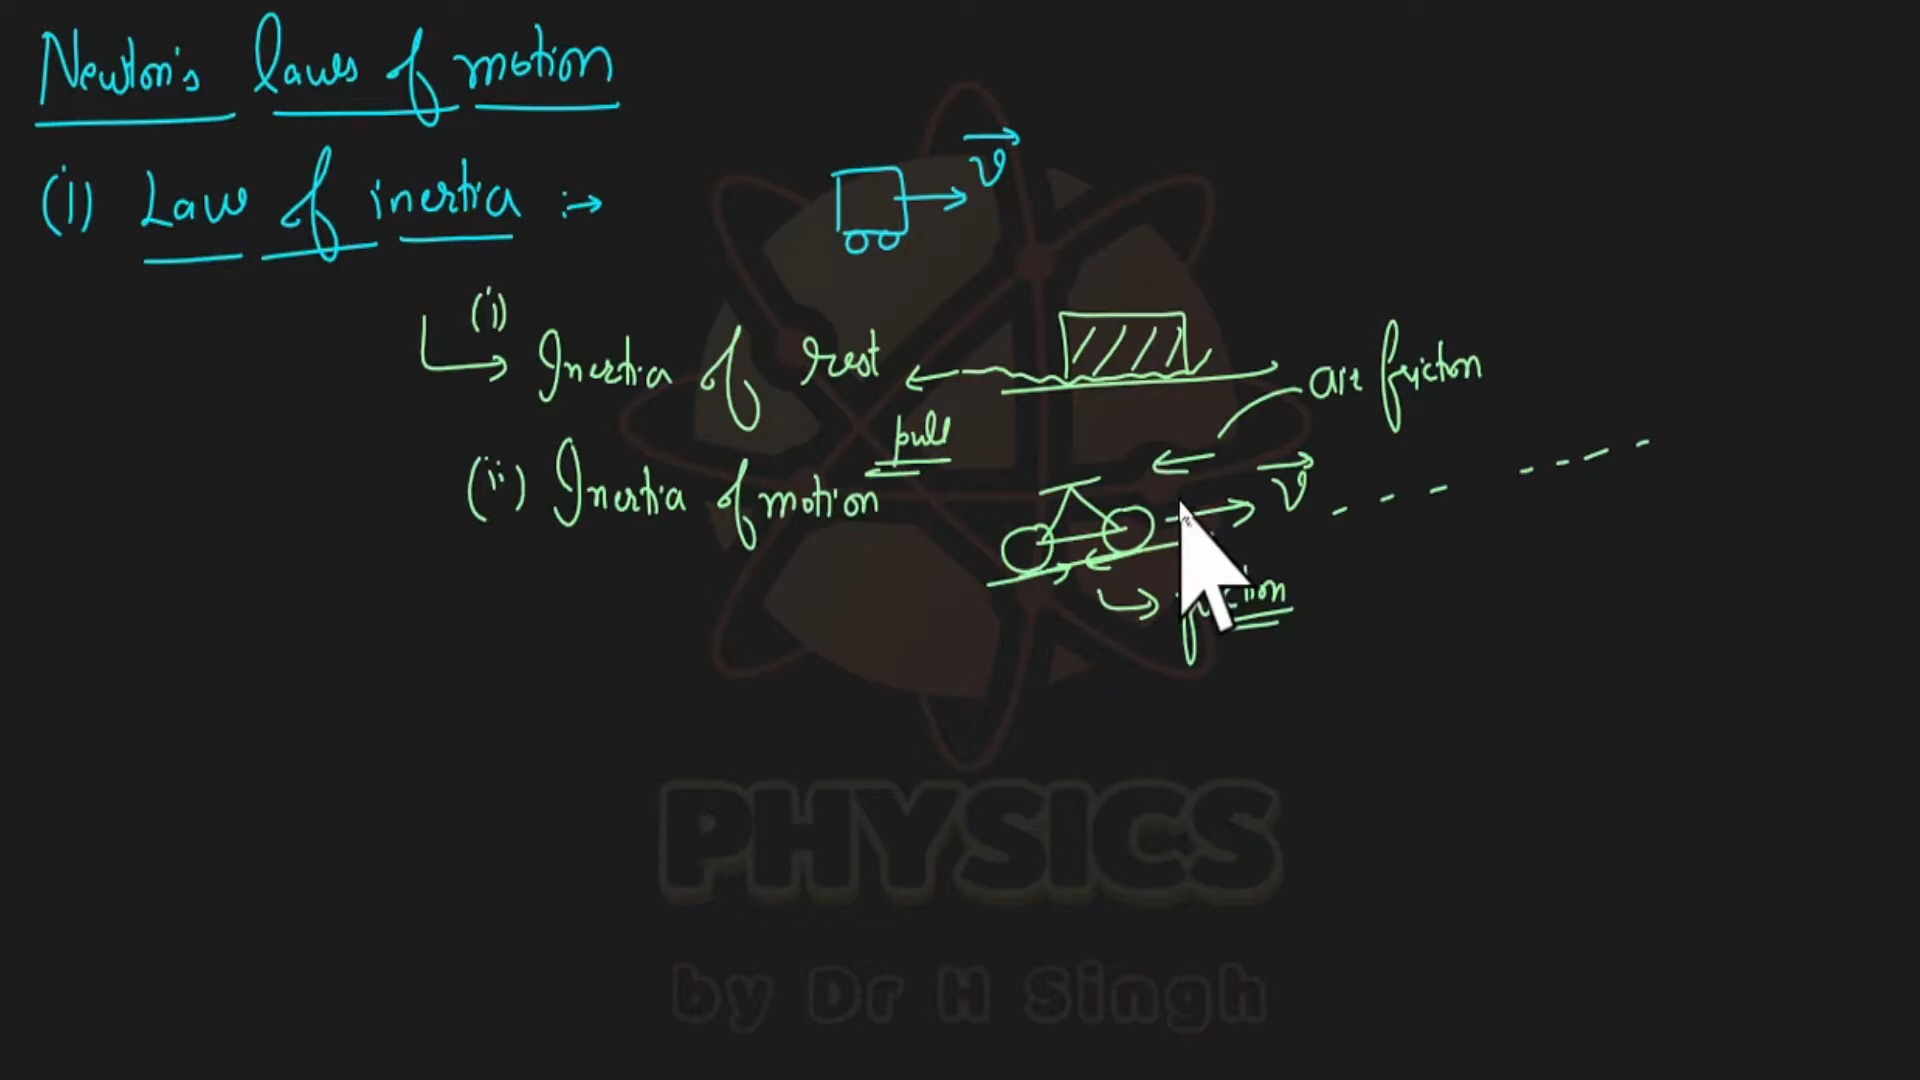 Newton's laws of motion
(1) Law of inertia :→
v
(i)
Inertia of rest
air friction
pull
(ii) Inertia of motion
v
PHYSICS
by Dr H Singh